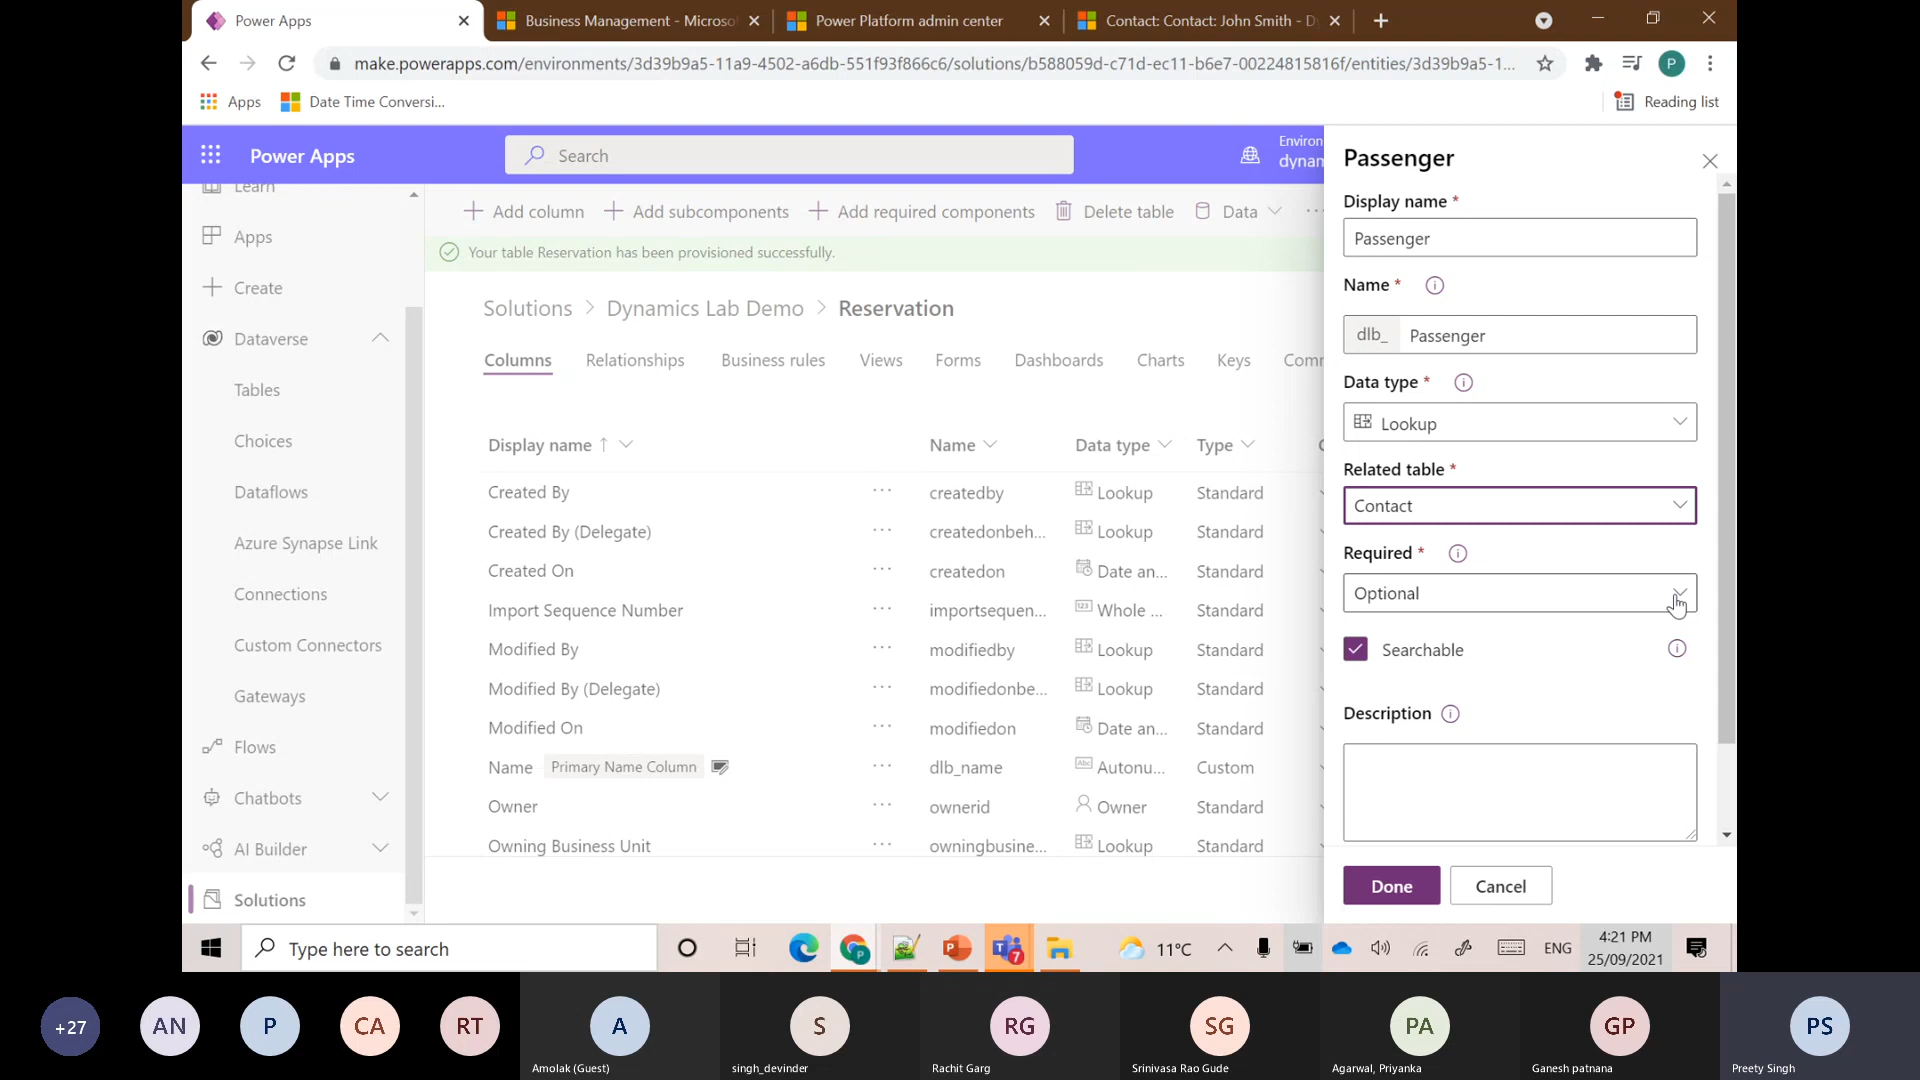 Power Apps
Business Management - Microso
Power Platform admin center
Contact: Contact: John Smith - D
make.powerapps.com/environments/3d39b9a5-11a9-4502-a6db-551f93f866c6/solutions/b588059d-c71d-ec11-b6e7-00224815816f/entities/3d39b9a5-1...
P
Apps
Date Time Conversi...
Reading list
Power Apps
Search
Environ
dynam
Learn
Apps
Create
Dataverse
Tables
Choices
Dataflows
Azure Synapse Link
Connections
Custom Connectors
Gateways
Flows
Chatbots
AI Builder
Solutions
Add column
Add subcomponents
Add required components
Delete table
Data
...
Your table Reservation has been provisioned successfully.
Solutions > Dynamics Lab Demo > Reservation
Columns Relationships Business rules Views Forms Dashboards Charts Keys Comm
Display name ↑ Name Data type Type
Created By ... createdby Lookup Standard
Created By (Delegate) ... createdonbeh... Lookup Standard
Created On ... createdon Date an... Standard
Import Sequence Number ... importsequen... Whole ... Standard
Modified By ... modifiedby Lookup Standard
Modified By (Delegate) ... modifiedonbe... Lookup Standard
Modified On ... modifiedon Date an... Standard
Name Primary Name Column ... dlb_name Autonu... Custom
Owner ... ownerid Owner Standard
Owning Business Unit ... owningbusine... Lookup Standard
Passenger
Display name *
Passenger
Name *
dlb_ Passenger
Data type *
Lookup
Related table *
Contact
Required *
Optional
Searchable
Description
Done
Cancel
Type here to search
7
11°C
ENG
4:21 PM
25/09/2021
+27
AN
P
CA
RT
A
Amolak (Guest)
S
singh_devinder
RG
Rachit Garg
SG
Srinivasa Rao Gude
PA
Agarwal, Priyanka
GP
Ganesh patnana
PS
Preety Singh